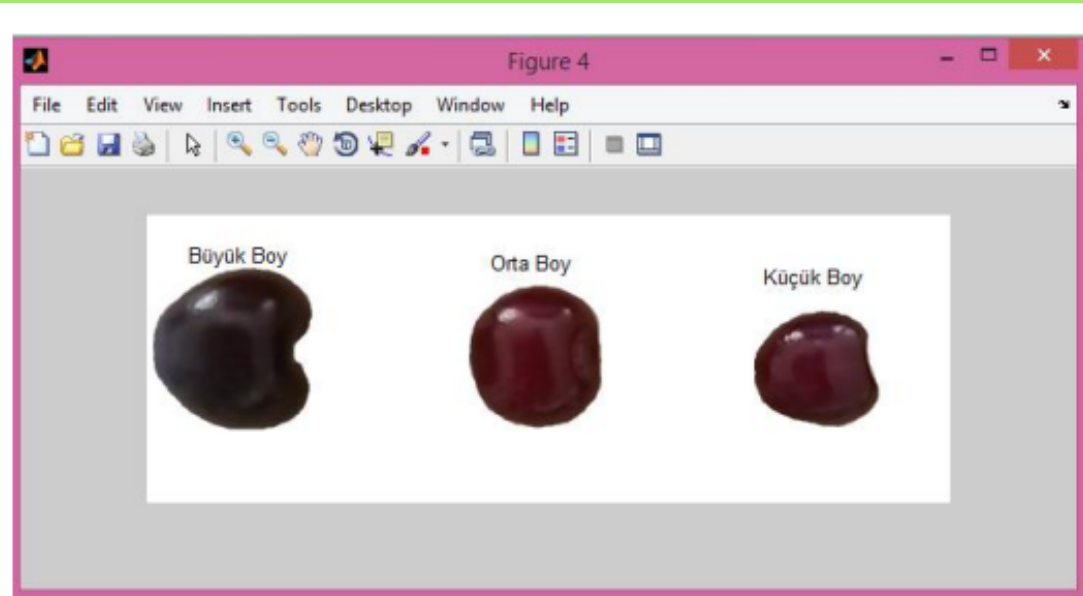 Figure 4
File Edit View Insert Tools Desktop Window Help
Büyük Boy
Orta Boy
Küçük Boy